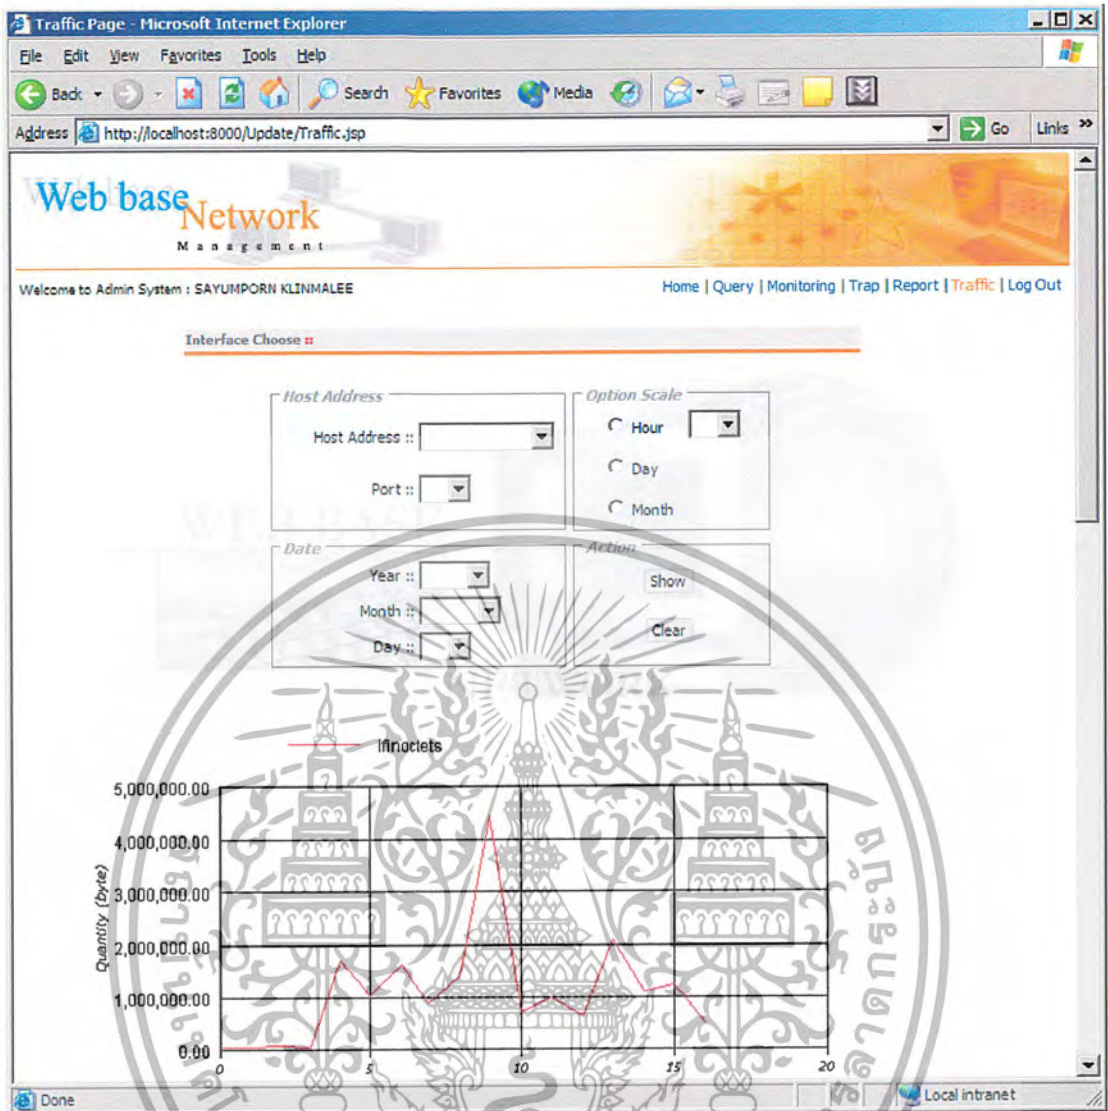 Traffic Page - Microsoft Internet Explorer
File Edit View Favorites Tools Help
Back Search Favorites Media
Address http://localhost:8000/Update/Traffic.jsp Go Links »
Web base
Network
Management
Welcome to Admin System : SAYUMPORN KLINMALEE
Home | Query | Monitoring | Trap | Report | Traffic | Log Out
Interface Choose ::
Host Address
Host Address ::
Port ::
Option Scale
Hour
Day
Month
WEB BASE
Date
Year ::
Month ::
Day ::
Action
Show
Clear
Ifinoctets
Quantity (byte)
5,000,000.00
4,000,000.00
3,000,000.00
2,000,000.00
1,000,000.00
0.00
0 5 10 15 20
Done
Local intranet